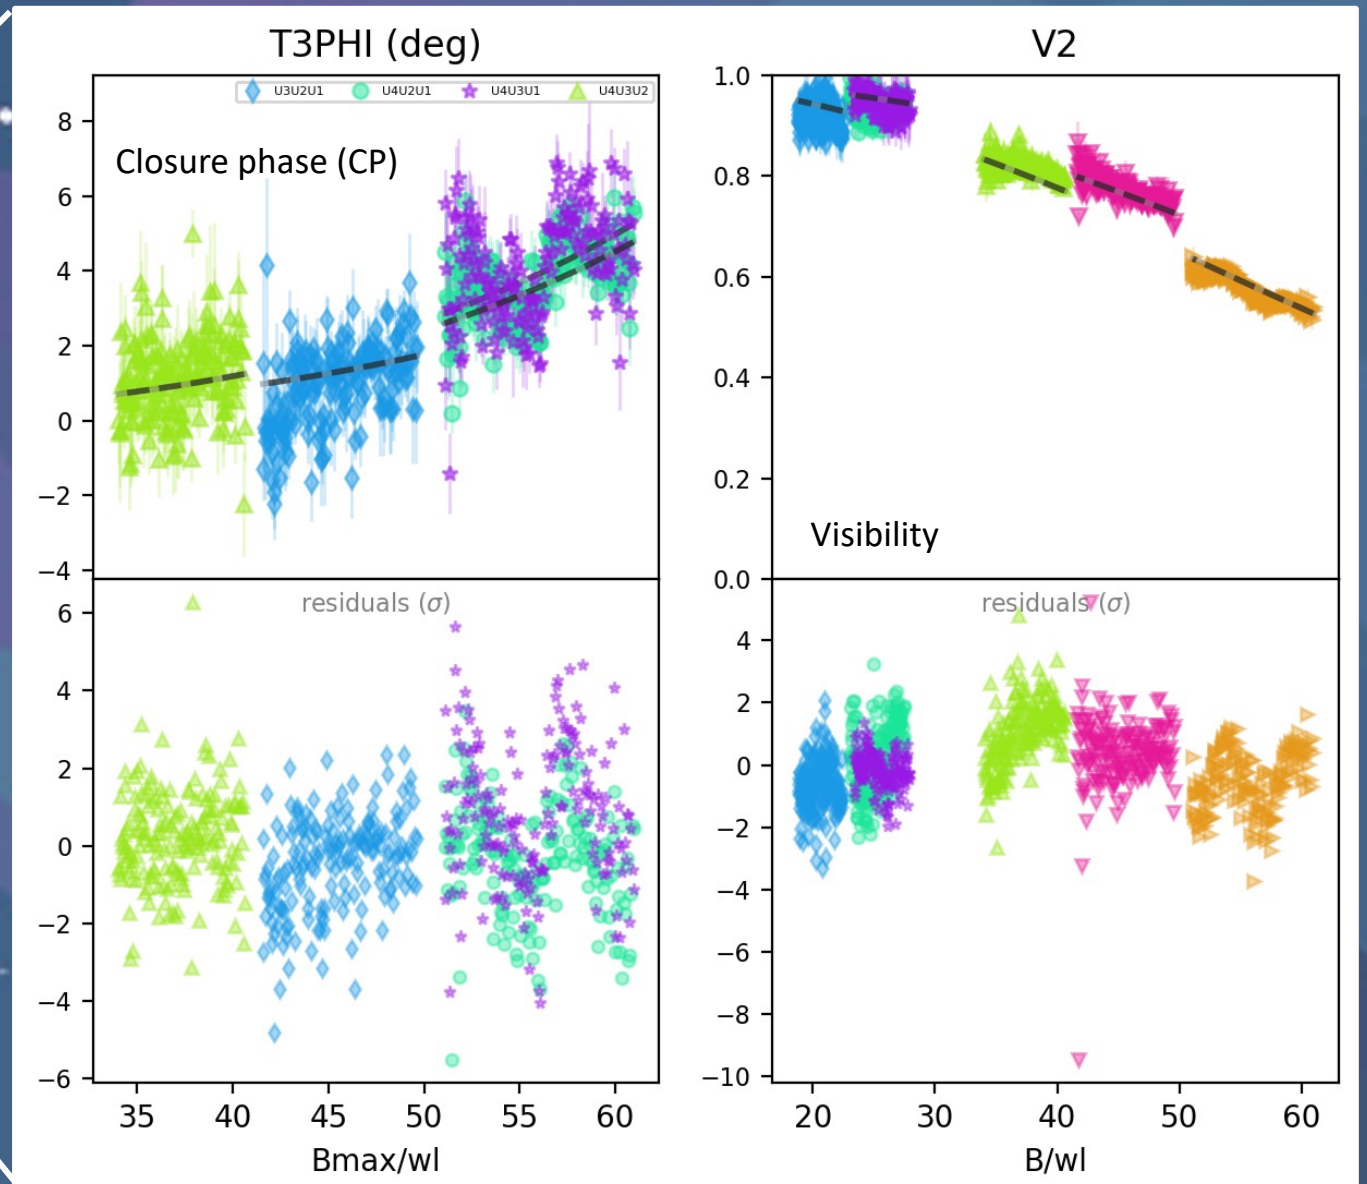 T3PHI (deg)
U3U2U1 U4U2U1 U4U3U1 U4U3U2
Closure phase (CP)
8
6
4
2
0
−2
−4
residuals (σ)
6
4
2
0
−2
−4
−6
35 40 45 50 55 60
Bmax/wl
V2
1.0
0.8
0.6
0.4
0.2
0.0
Visibility
residuals (σ)
4
2
0
−2
−4
−6
−8
−10
20 30 40 50 60
B/wl